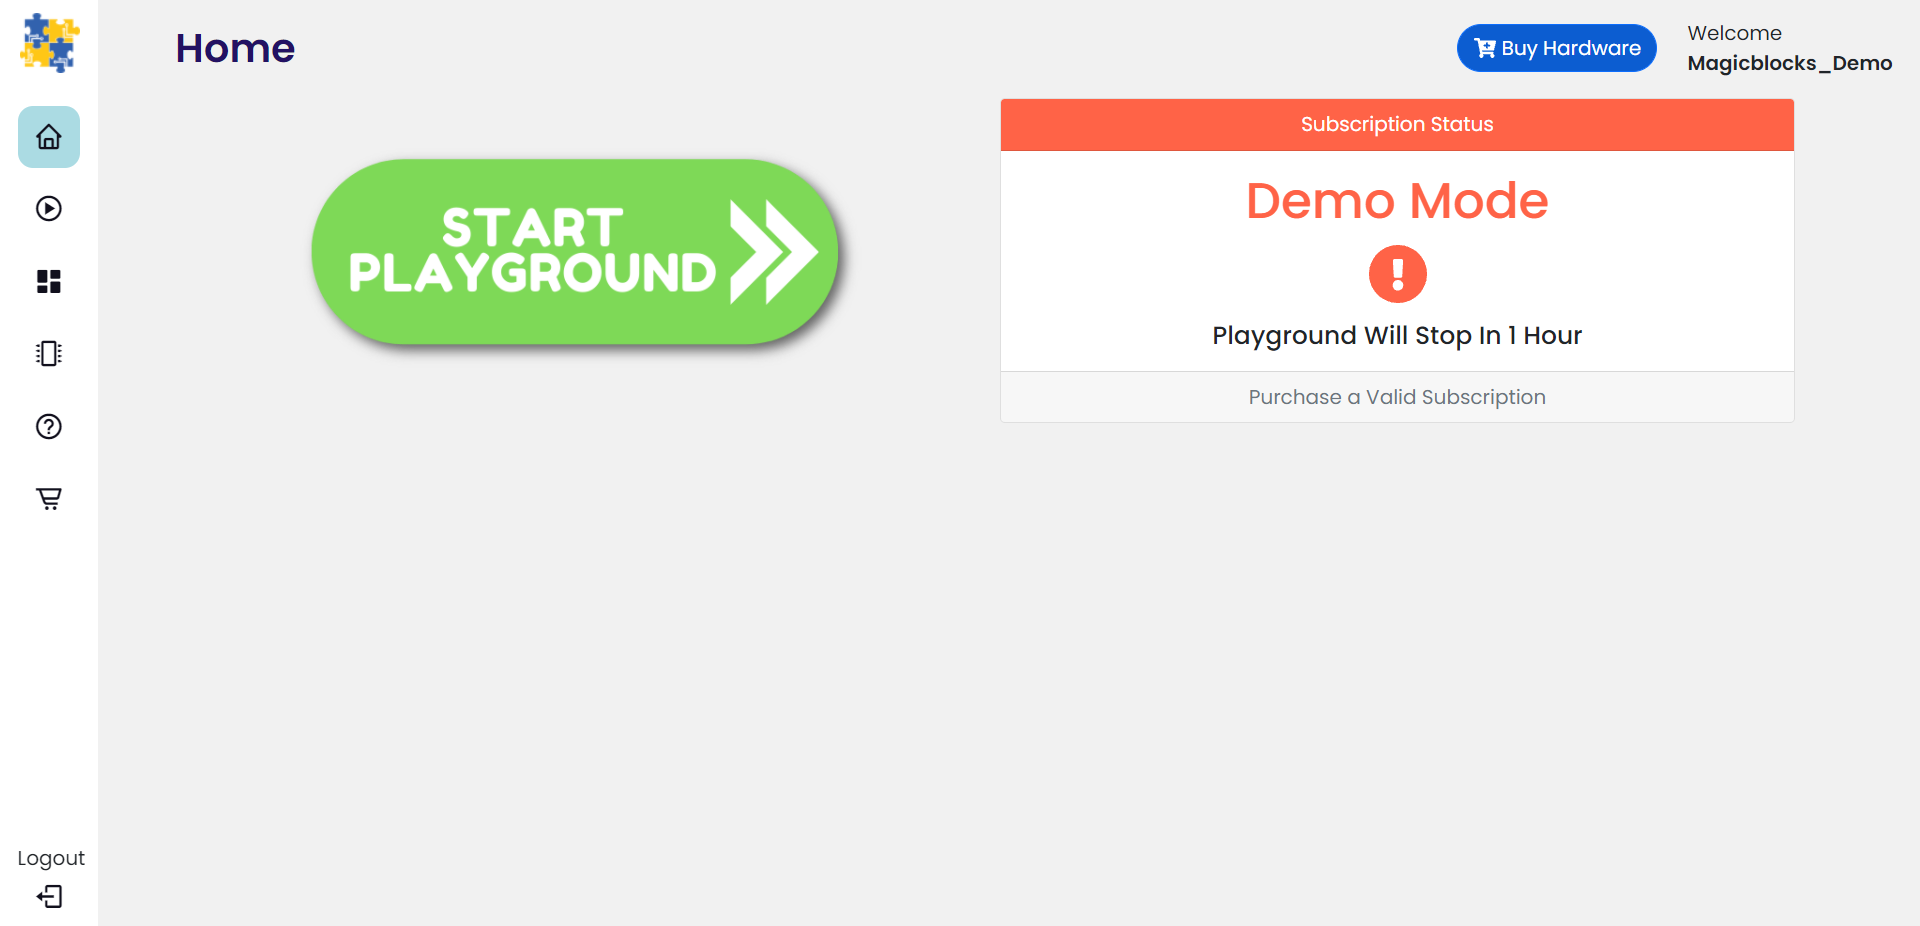 Home
Buy Hardware
Welcome
Magicblocks_Demo
START
PLAYGROUND
Subscription Status
Demo Mode
Playground Will Stop In 1 Hour
Purchase a Valid Subscription
Logout